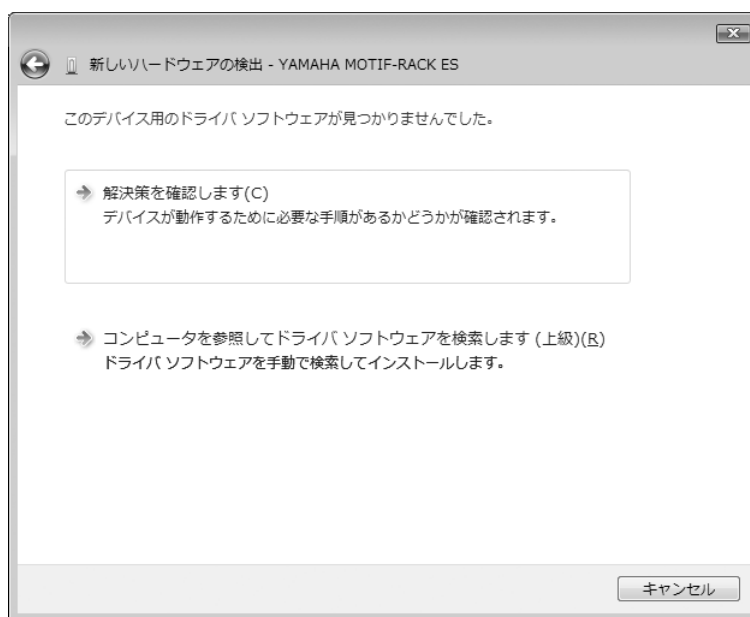 新しいハードウェアの検出 - YAMAHA MOTIF-RACK ES
このデバイス用のドライバ ソフトウェアが見つかりませんでした。
解決策を確認します(C)
デバイスが動作するために必要な手順があるかどうかが確認されます。
コンピュータを参照してドライバ ソフトウェアを検索します (上級)(R)
ドライバ ソフトウェアを手動で検索してインストールします。
キャンセル